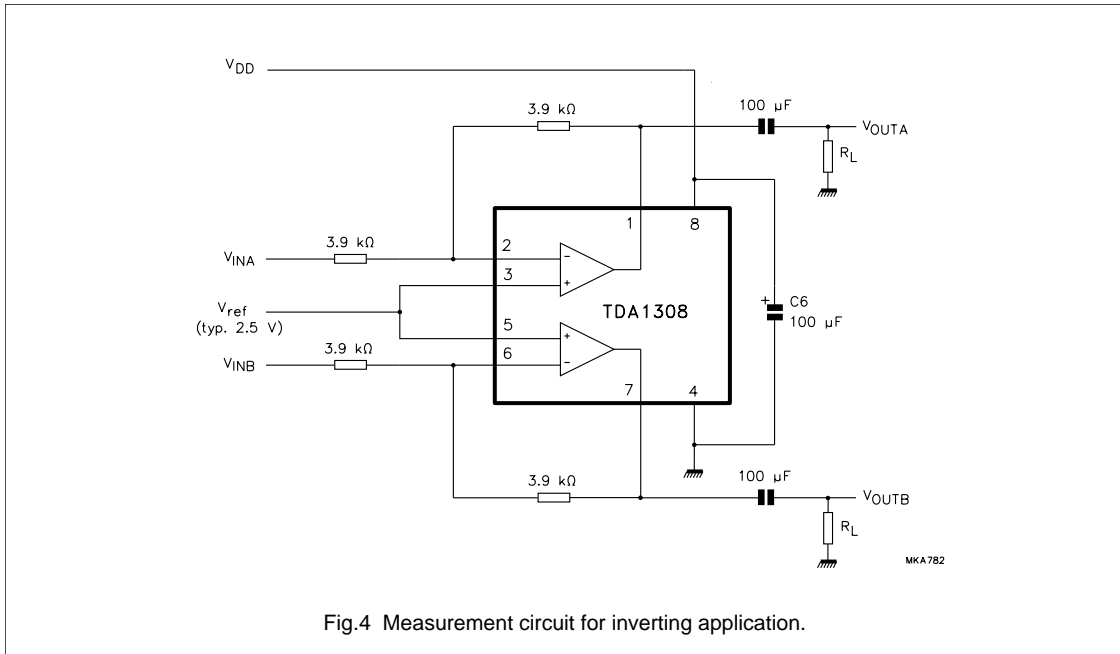 VDD
3.9 kΩ
100 µF
VOUTA
RL
1
8
3.9 kΩ
VINA
2
3
Vref
(typ. 2.5 V)
TDA1308
+
C6
100 µF
5
6
3.9 kΩ
VINB
7
4
3.9 kΩ
100 µF
VOUTB
RL
MKA782
Fig.4 Measurement circuit for inverting application.